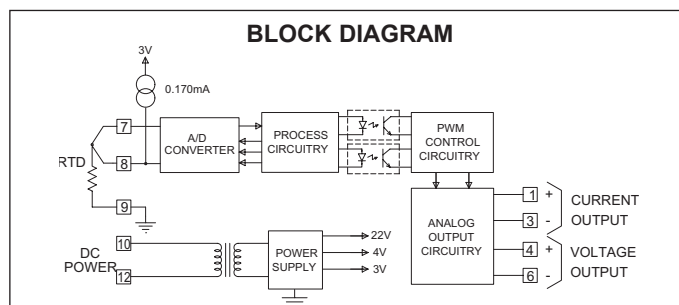 BLOCK DIAGRAM
3V
0.170mA
7
8
RTD
9
A/D
CONVERTER
PROCESS
CIRCUITRY
PWM
CONTROL
CIRCUITRY
1 + CURRENT
3 - OUTPUT
ANALOG
OUTPUT
CIRCUITRY
4 + VOLTAGE
6 - OUTPUT
10
DC
POWER
12
POWER
SUPPLY
22V
4V
3V